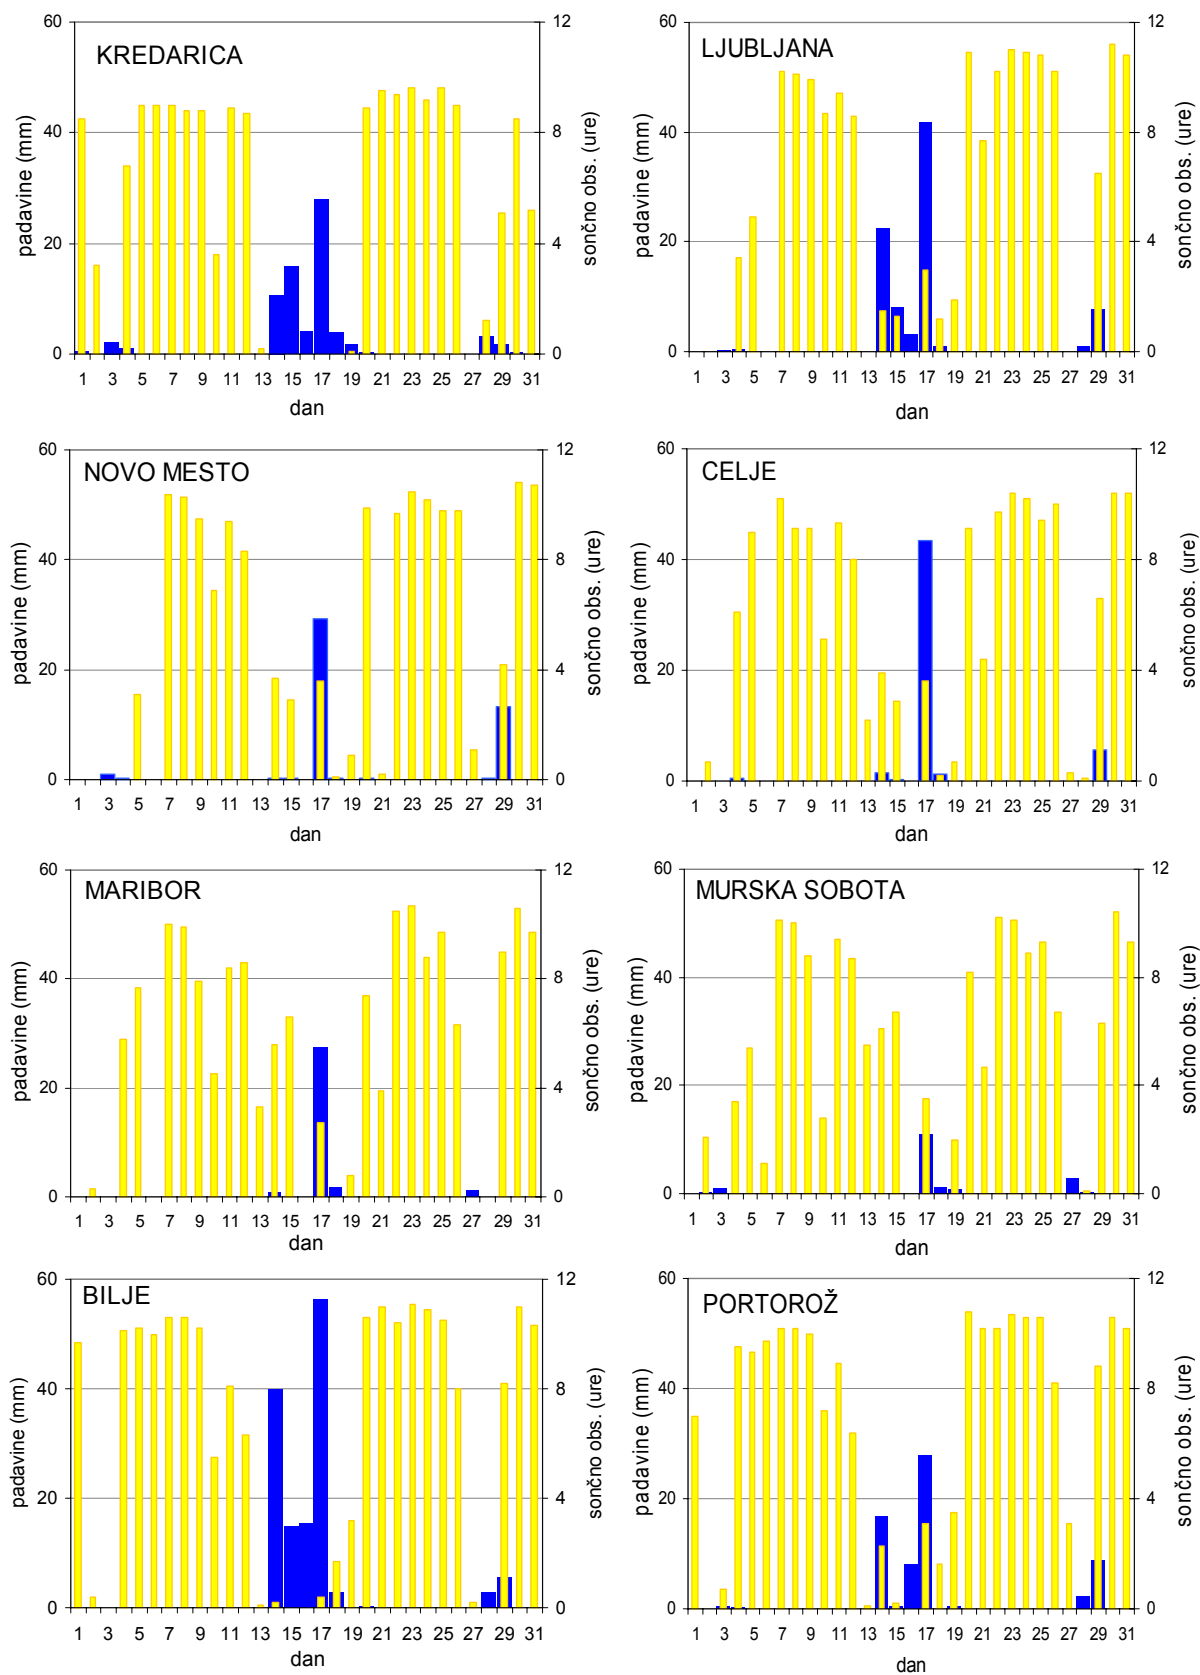 KREDARICA
60
40
20
0
12
8
4
0
padavine (mm)
sončno obs. (ure)
1 3 5 7 9 11 13 15 17 19 21 23 25 27 29 31
dan
LJUBLJANA
60
40
20
0
12
8
4
0
padavine (mm)
sončno obs. (ure)
1 3 5 7 9 11 13 15 17 19 21 23 25 27 29 31
dan
NOVO MESTO
60
40
20
0
12
8
4
0
padavine (mm)
sončno obs. (ure)
1 3 5 7 9 11 13 15 17 19 21 23 25 27 29 31
dan
CELJE
60
40
20
0
12
8
4
0
padavine (mm)
sončno obs. (ure)
1 3 5 7 9 11 13 15 17 19 21 23 25 27 29 31
dan
MARIBOR
60
40
20
0
12
8
4
0
padavine (mm)
sončno obs. (ure)
1 3 5 7 9 11 13 15 17 19 21 23 25 27 29 31
dan
MURSKA SOBOTA
60
40
20
0
12
8
4
0
padavine (mm)
sončno obs. (ure)
1 3 5 7 9 11 13 15 17 19 21 23 25 27 29 31
dan
BILJE
60
40
20
0
12
8
4
0
padavine (mm)
sončno obs. (ure)
1 3 5 7 9 11 13 15 17 19 21 23 25 27 29 31
dan
PORTOROŽ
60
40
20
0
12
8
4
0
padavine (mm)
sončno obs. (ure)
1 3 5 7 9 11 13 15 17 19 21 23 25 27 29 31
dan